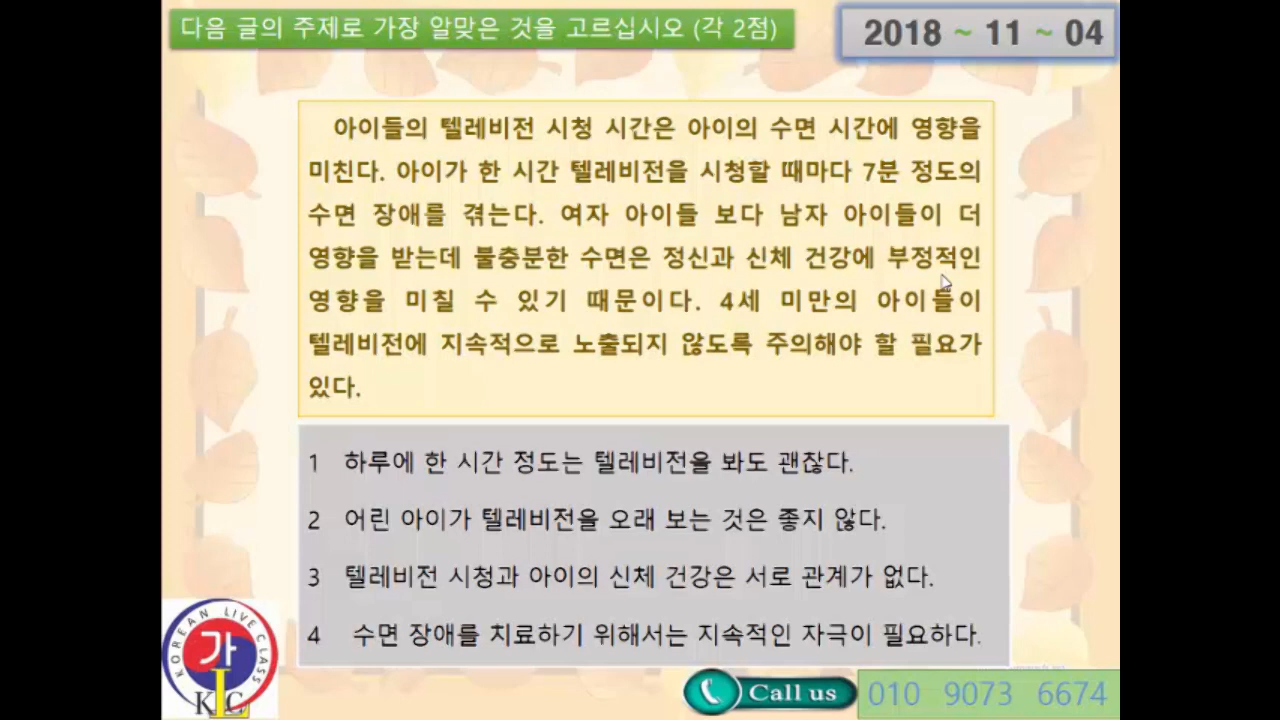 다음 글의 주제로 가장 알맞은 것을 고르십시오 (각 2점)
2018 ~ 11 ~ 04
아이들의 텔레비전 시청 시간은 아이의 수면 시간에 영향을
미친다. 아이가 한 시간 텔레비전을 시청할 때마다 7분 정도의
수면 장애를 겪는다. 여자 아이들 보다 남자 아이들이 더
영향을 받는데 불충분한 수면은 정신과 신체 건강에 부정적인
영향을 미칠 수 있기 때문이다. 4세 미만의 아이들이
텔레비전에 지속적으로 노출되지 않도록 주의해야 할 필요가
있다.
1 하루에 한 시간 정도는 텔레비전을 봐도 괜찮다.
2 어린 아이가 텔레비전을 오래 보는 것은 좋지 않다.
3 텔레비전 시청과 아이의 신체 건강은 서로 관계가 없다.
4 수면 장애를 치료하기 위해서는 지속적인 자극이 필요하다.
KOREAN LIVE CLASS
가
KLC
Call us
010 9073 6674